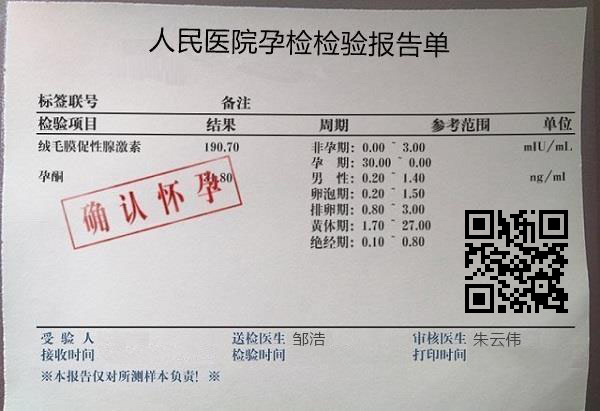 人民医院孕检检验报告单
标签联号 备注
检验项目 结果 周期 参考范围 单位
绒毛膜促性腺激素 190.70 非孕期: 0.00 ~ 3.00 mIU/mL
孕 期: 30.00 ~ 0.00
孕酮 .80 男 性: 0.20 ~ 1.40 ng/ml
卵泡期: 0.20 ~ 1.50
排卵期: 0.80 ~ 3.00
黄体期: 1.70 ~ 27.00
绝经期: 0.10 ~ 0.80
确认怀孕
受 验 人 送检医生 邹浩 审核医生 朱云伟
接收时间 检验时间 打印时间
※本报告仅对所测样本负责! ※